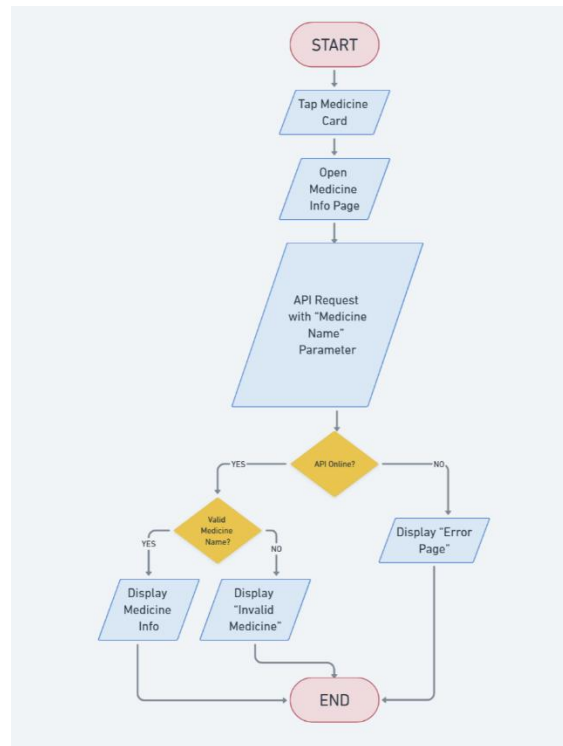 START
Tap Medicine
Card
Open
Medicine
Info Page
API Request
with “Medicine
Name”
Parameter
API Online?
YES
NO
Valid
Medicine
Name?
YES
NO
Display “Error
Page”
Display
Medicine
Info
Display
“Invalid
Medicine”
END